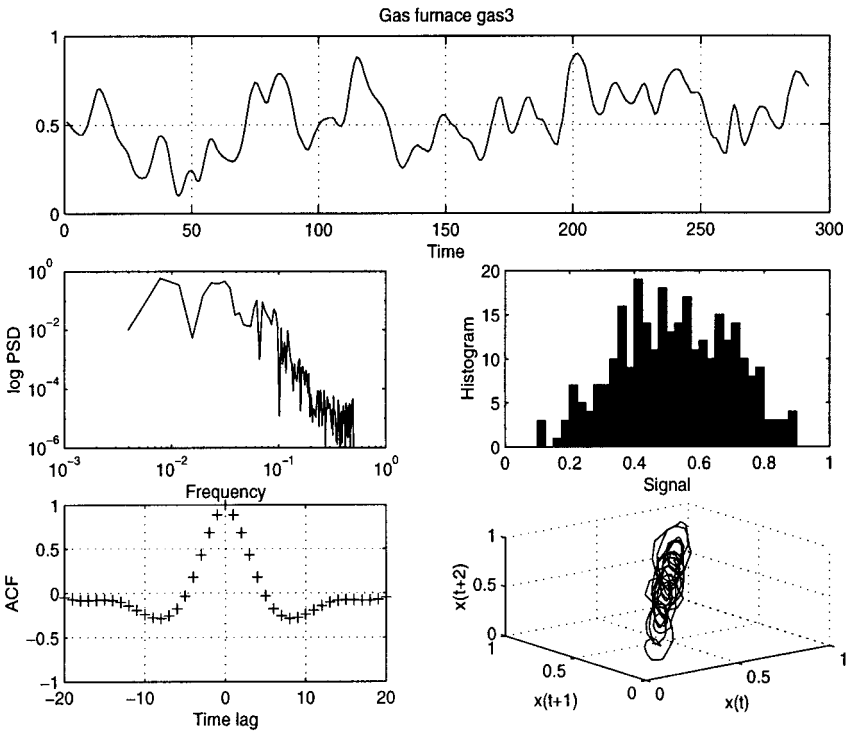 Gas furnace gas3
1
0.5
0
0 50 100 150 200 250 300
Time
10^0
10^−2
10^−4
10^−6
log PSD
10^−3 10^−2 10^−1 10^0
Frequency
20
15
10
5
0
Histogram
0 0.2 0.4 0.6 0.8 1
Signal
1
0.5
0
−0.5
−1
ACF
−20 −10 0 10 20
Time lag
1
0.5
0
x(t+2)
1
0.5
0
x(t+1)
0
0.5
1
x(t)